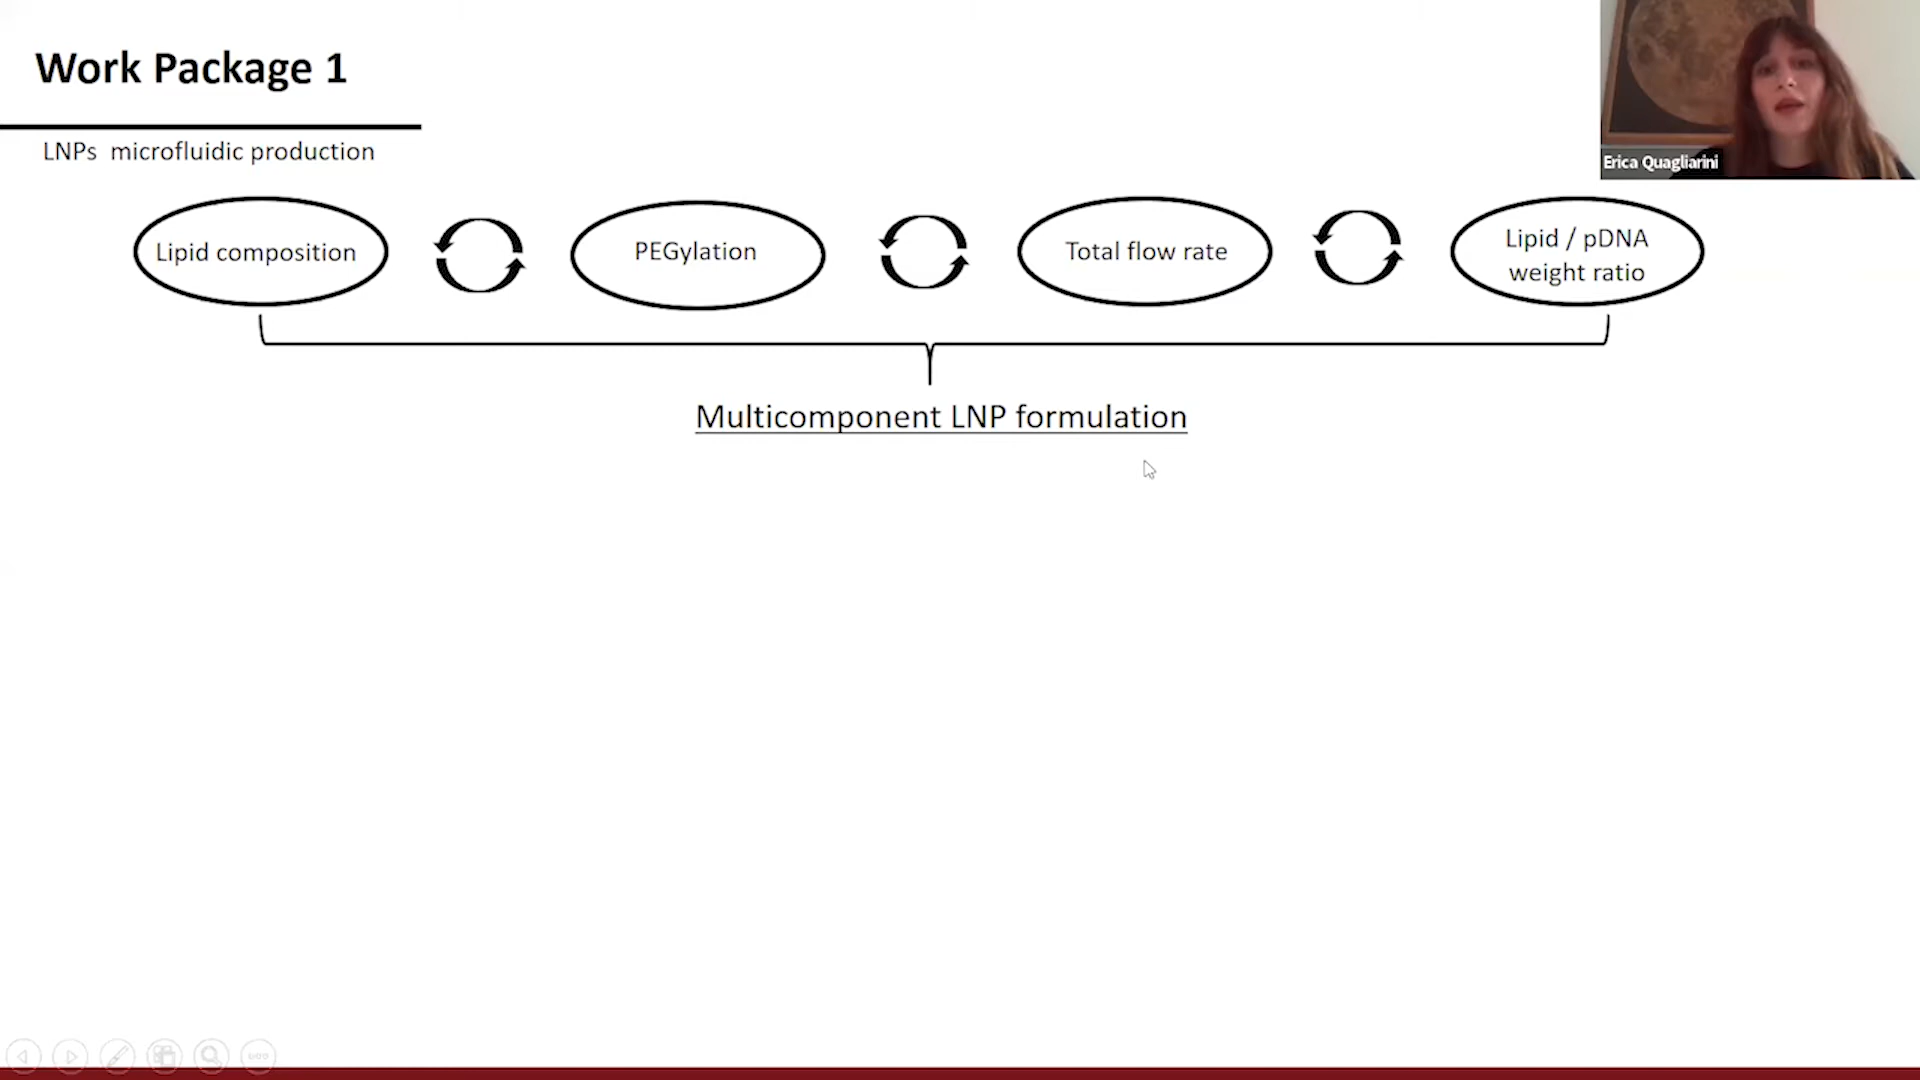 Work Package 1
LNPs microfluidic production
Erica Quagliarini
Lipid composition
PEGylation
Total flow rate
Lipid / pDNA
weight ratio
Multicomponent LNP formulation